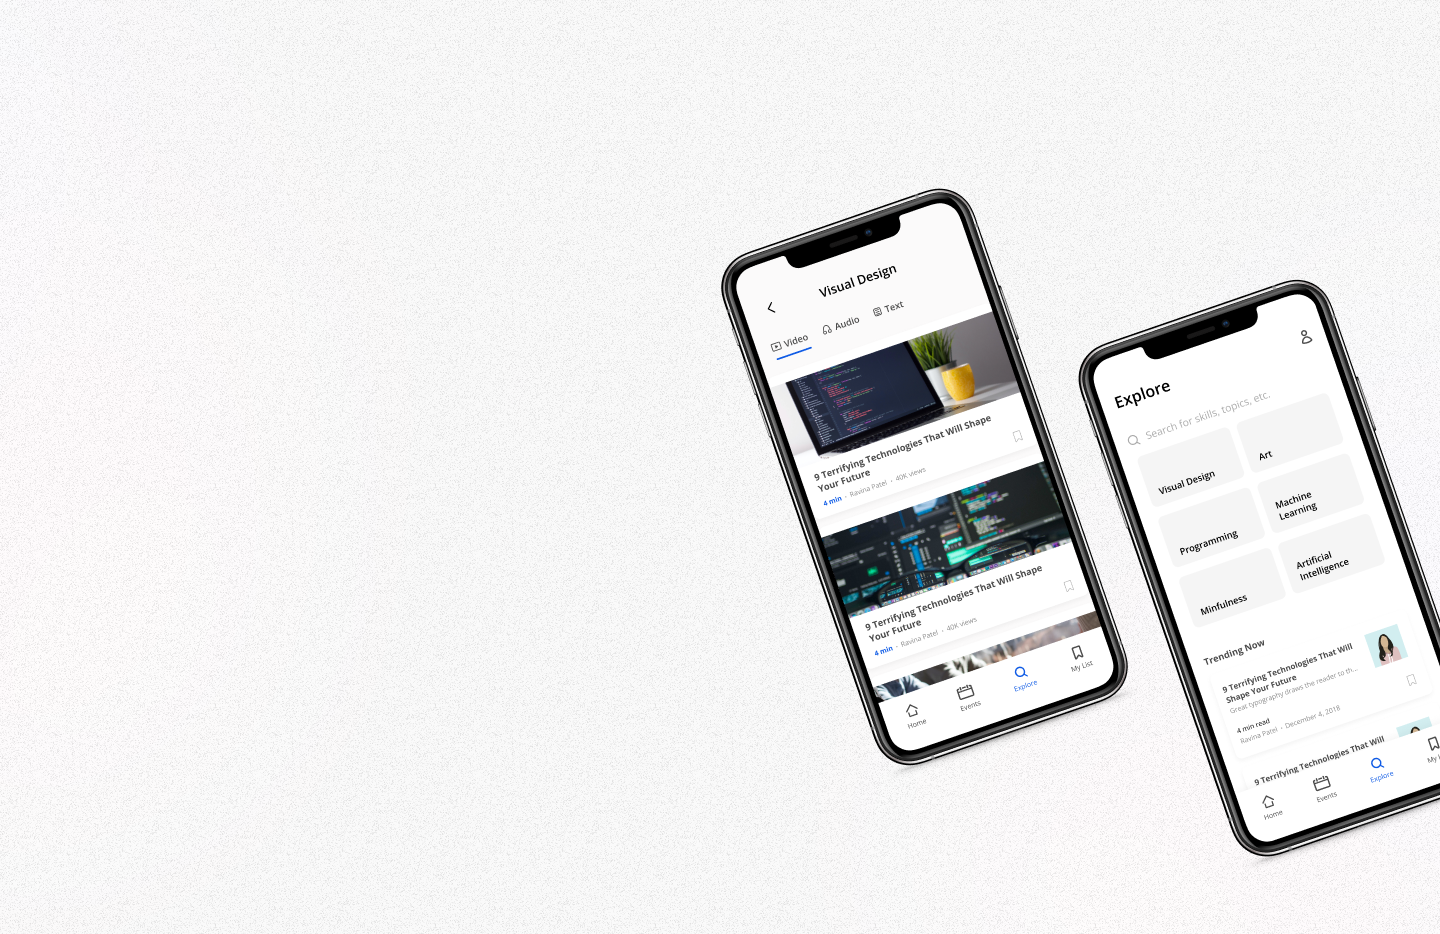 Visual Design
Video
Audio
Text
9 Terrifying Technologies That Will Shape
Your Future
4 min · Ravina Patel · 40K views
9 Terrifying Technologies That Will Shape
Your Future
4 min · Ravina Patel · 40K views
Home
Events
Explore
My List
Explore
Search for skills, topics, etc.
Visual Design
Art
Programming
Machine
Learning
Minfulness
Artificial
Intelligence
Trending Now
9 Terrifying Technologies That Will
Shape Your Future
Great typography draws the reader to th...
4 min read
Ravina Patel · December 4, 2018
9 Terrifying Technologies That Will
Home
Events
Explore
My L